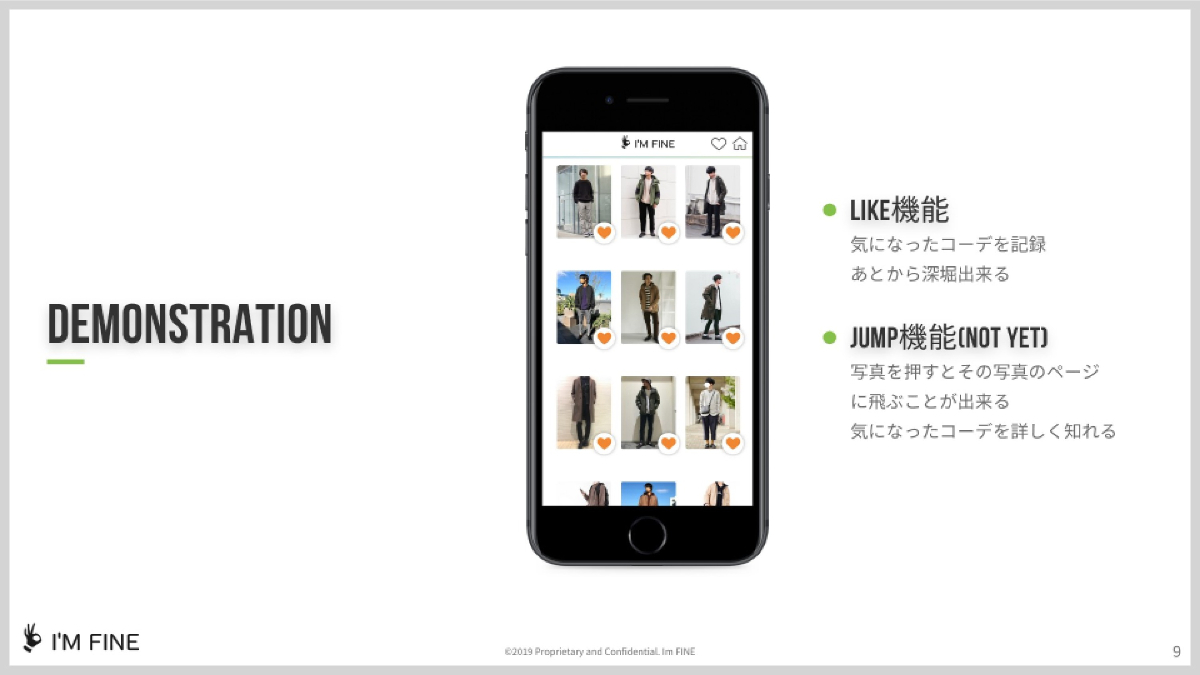 DEMONSTRATION
I'M FINE
LIKE機能
気になったコーデを記録
あとから深堀出来る
JUMP機能(NOT YET)
写真を押すとその写真のページ
に飛ぶことが出来る
気になったコーデを詳しく知れる
I'M FINE
©2019 Proprietary and Confidential. Im FINE
9